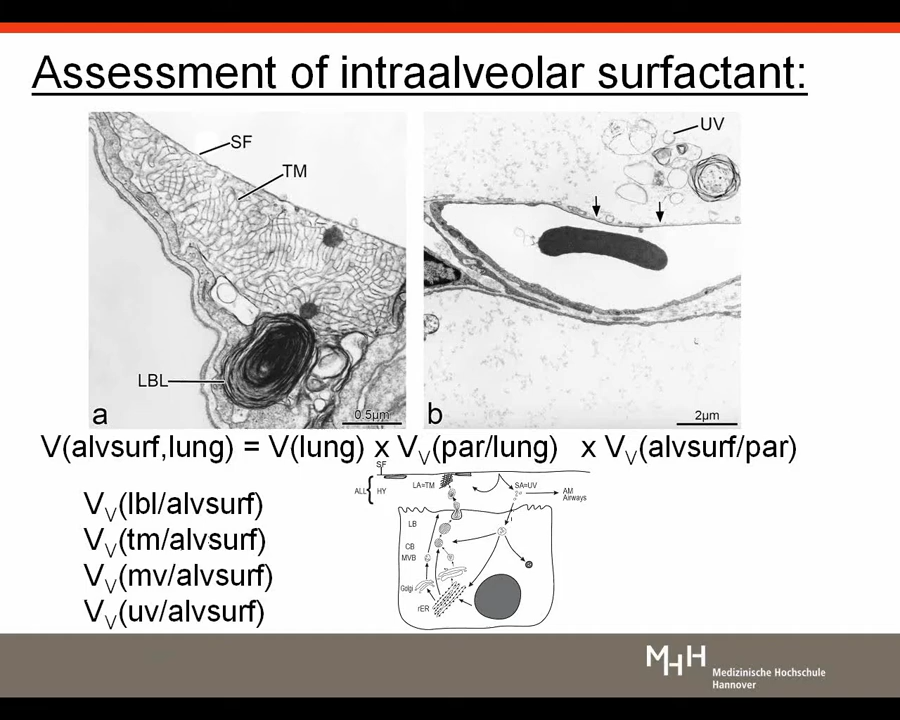 Assessment of intraalveolar surfactant:
SF
TM
LBL
a
0.5µm
UV
b
2µm
V(alvsurf,lung) = V(lung) x VV(par/lung) x VV(alvsurf/par)
VV(lbl/alvsurf)
VV(tm/alvsurf)
VV(mv/alvsurf)
VV(uv/alvsurf)
SF
ALL { HY
LA=TM
SA=UV
AM
Airways
LB
CB
MVB
Golgi
rER
MHH
Medizinische Hochschule
Hannover